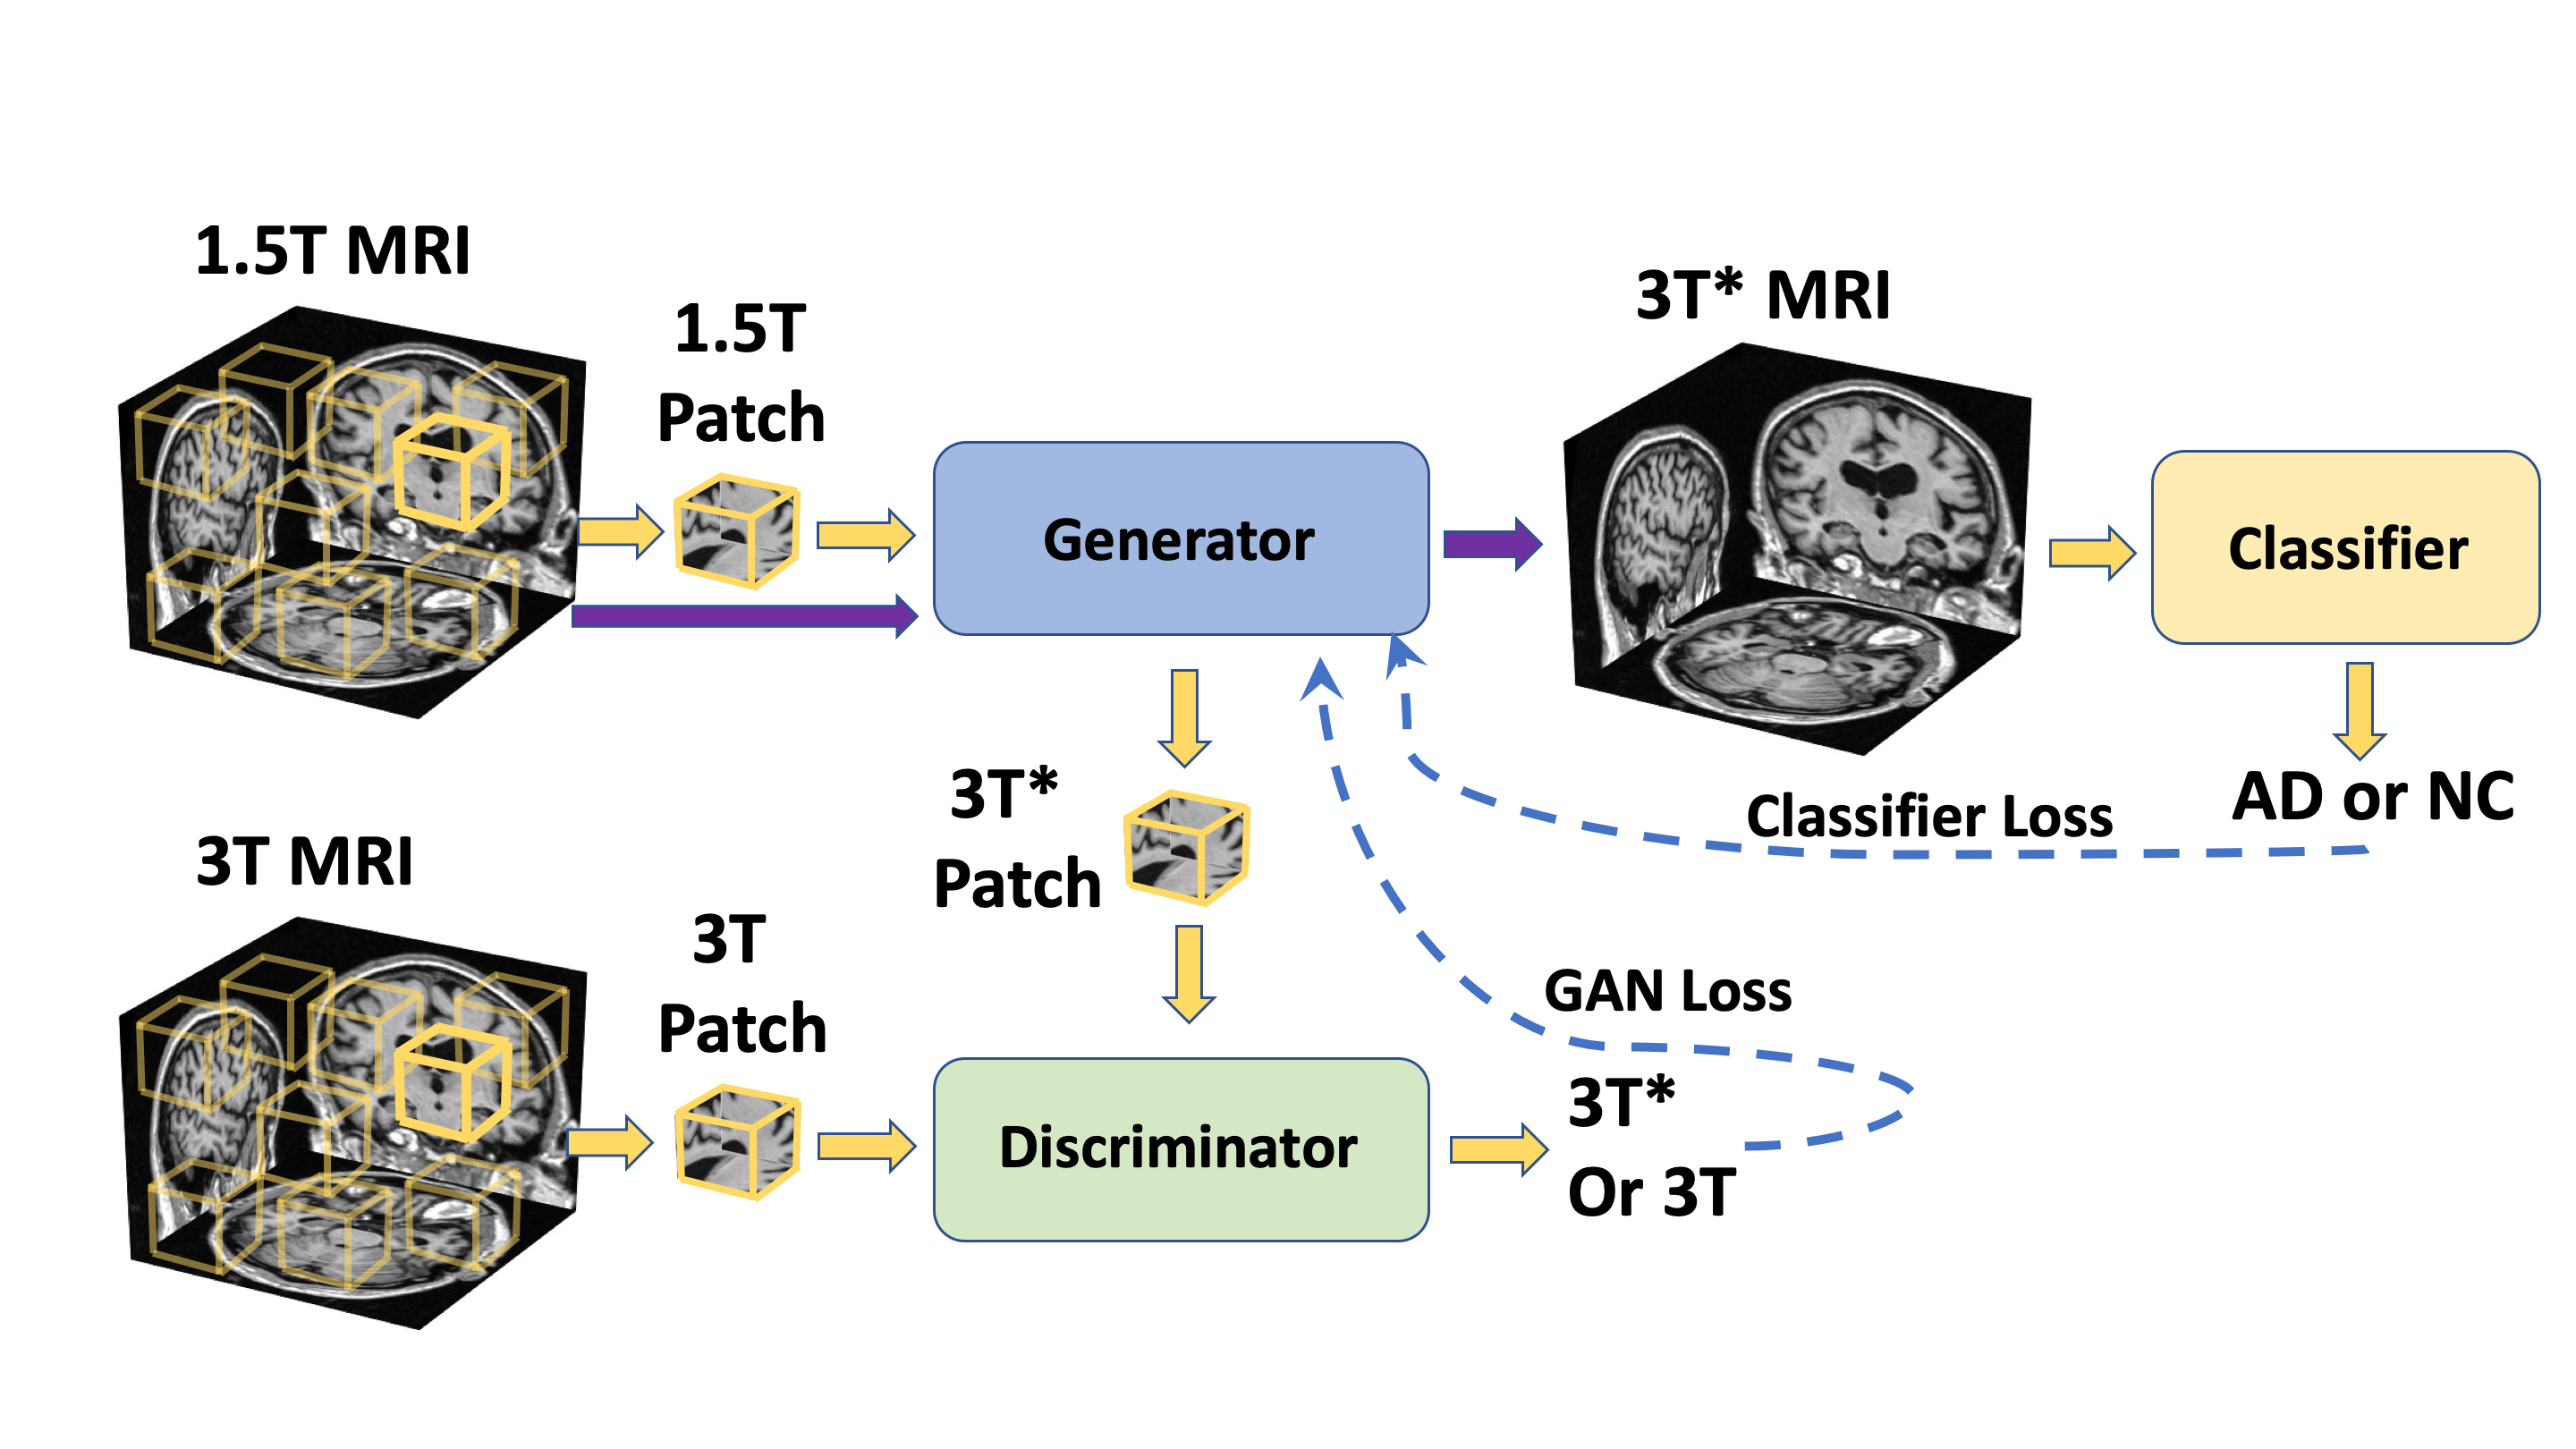 1.5T MRI
1.5T
Patch
Generator
3T* MRI
Classifier
AD or NC
Classifier Loss
3T*
Patch
3T MRI
3T
Patch
Discriminator
GAN Loss
3T*
Or 3T